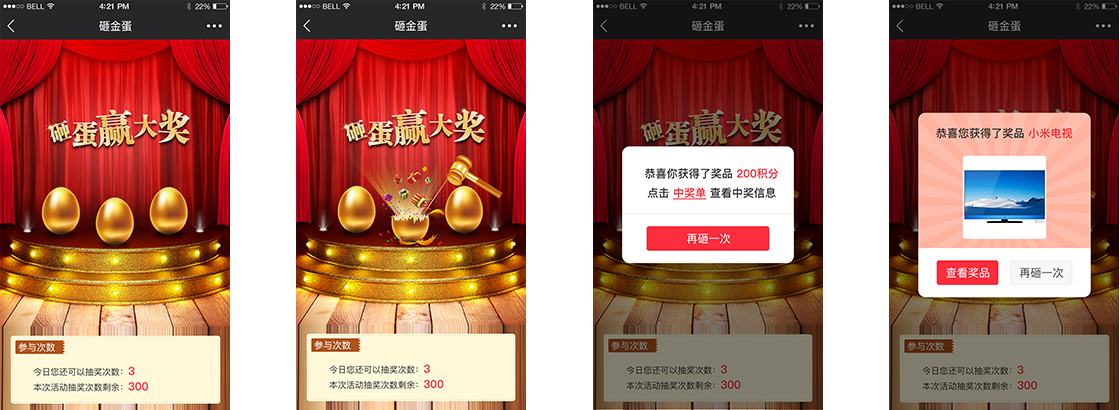 BELL 4:21 PM 22%
砸金蛋
砸蛋赢大奖
参与次数
今日您还可以抽奖次数：3
本次活动抽奖次数剩余：300
BELL 4:21 PM 22%
砸金蛋
砸蛋赢大奖
参与次数
今日您还可以抽奖次数：3
本次活动抽奖次数剩余：300
BELL 4:21 PM 22%
砸金蛋
砸蛋赢大奖
恭喜你获得了奖品 200积分
点击 中奖单 查看中奖信息
再砸一次
参与次数
今日您还可以抽奖次数：3
本次活动抽奖次数剩余：300
BELL 4:21 PM 22%
砸金蛋
恭喜您获得了奖品 小米电视
查看奖品
再砸一次
参与次数
今日您还可以抽奖次数：3
本次活动抽奖次数剩余：300